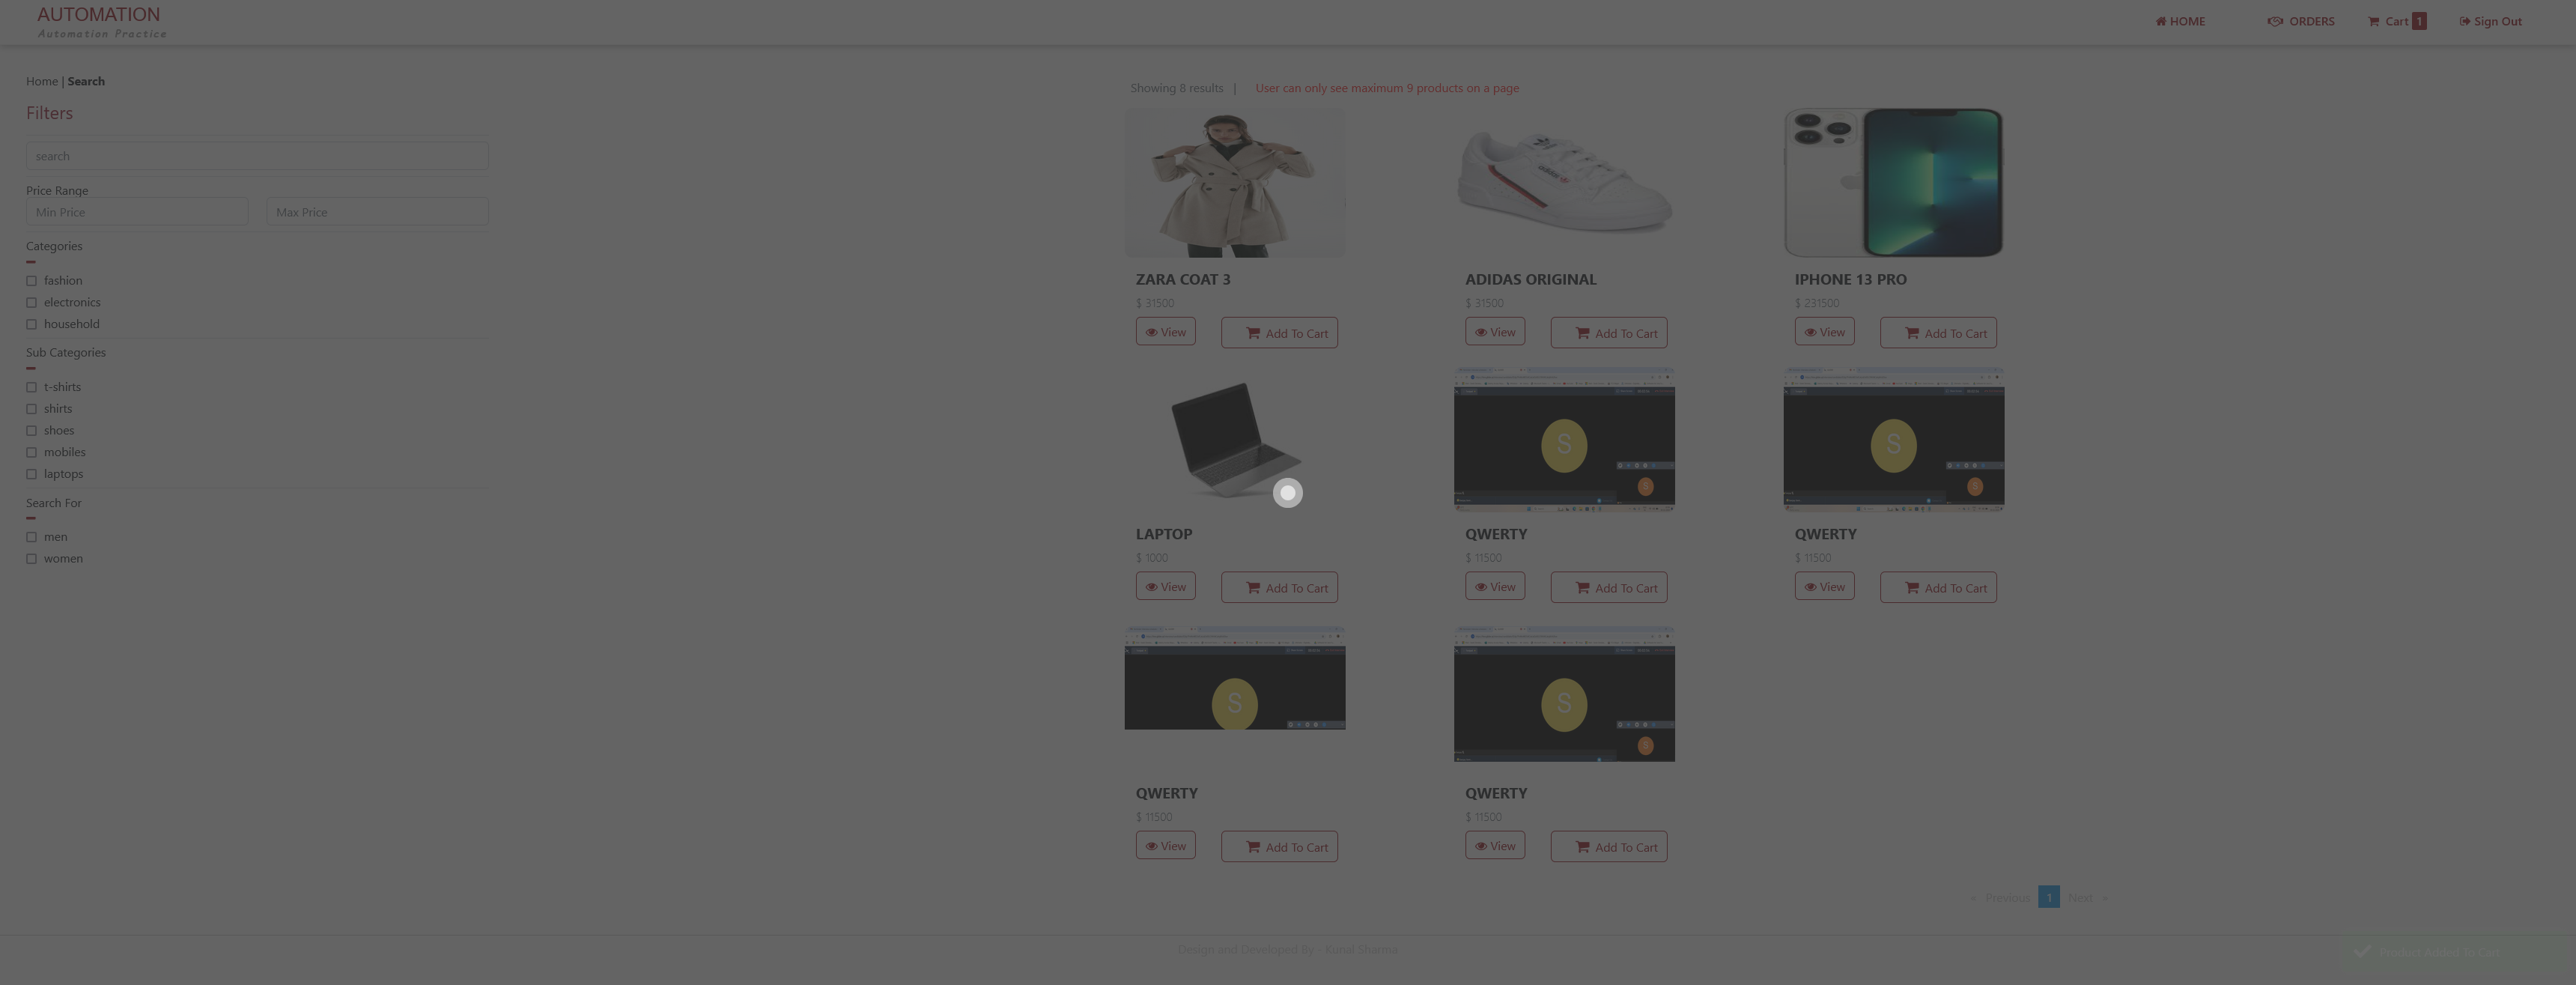 AUTOMATION
Automation Practice
HOME
ORDERS
Cart 1
Sign Out
Home | Search
Filters
search
Price Range
Min Price
Max Price
Categories
fashion
electronics
household
Sub Categories
t-shirts
shirts
shoes
mobiles
laptops
Search For
men
women
Showing 8 results | User can only see maximum 9 products on a page
ZARA COAT 3
$ 31500
View
Add To Cart
ADIDAS ORIGINAL
$ 31500
View
Add To Cart
IPHONE 13 PRO
$ 231500
View
Add To Cart
LAPTOP
$ 1000
View
Add To Cart
S
S
QWERTY
$ 11500
View
Add To Cart
S
S
QWERTY
$ 11500
View
Add To Cart
S
QWERTY
$ 11500
View
Add To Cart
S
S
QWERTY
$ 11500
View
Add To Cart
« Previous 1 Next »
Design and Developed By - Kunal Sharma
Product Added To Cart